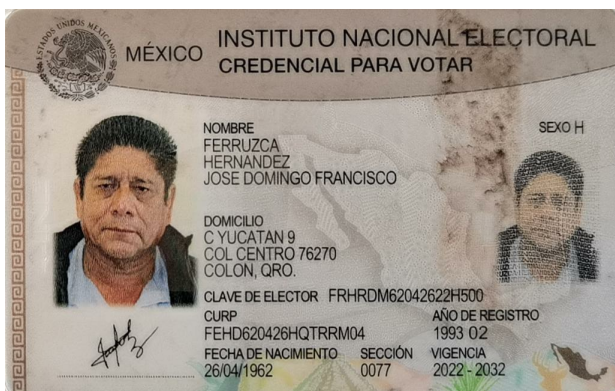 ESTADOS UNIDOS MEXICANOS
MÉXICO
INSTITUTO NACIONAL ELECTORAL
CREDENCIAL PARA VOTAR
NOMBRE
SEXO H
FERRUZCA
HERNANDEZ
JOSE DOMINGO FRANCISCO
DOMICILIO
C YUCATAN 9
COL CENTRO 76270
COLON, QRO.
CLAVE DE ELECTOR FRHRDM62042622H500
CURP AÑO DE REGISTRO
FEHD620426HQTRRM04 1993 02
FECHA DE NACIMIENTO SECCIÓN VIGENCIA
26/04/1962 0077 2022 - 2032